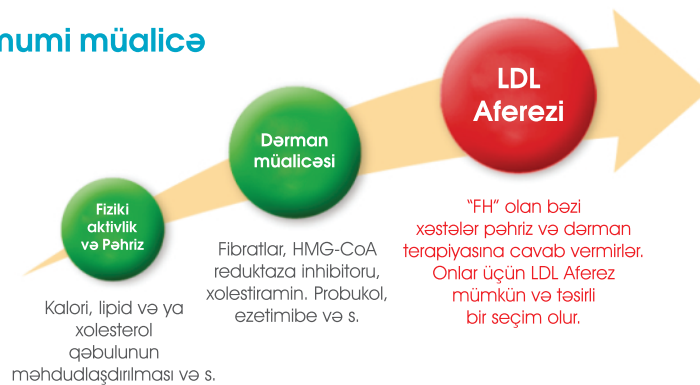 müalicə
Fiziki
aktivlik
və Pəhriz
Kalori, lipid və ya
xolesterol
qəbulunun
məhdudlaşdırılması və s.
Dərman
müalicəsi
Fibratlar, HMG-CoA
reduktaza inhibitoru,
xolestiramin. Probukol,
ezetimibe və s.
LDL
Aferezi
“FH” olan bəzi
xəstələr pəhriz və dərman
terapiyasına cavab vermirlər.
Onlar üçün LDL Aferez
mümkün və təsirli
bir seçim olur.